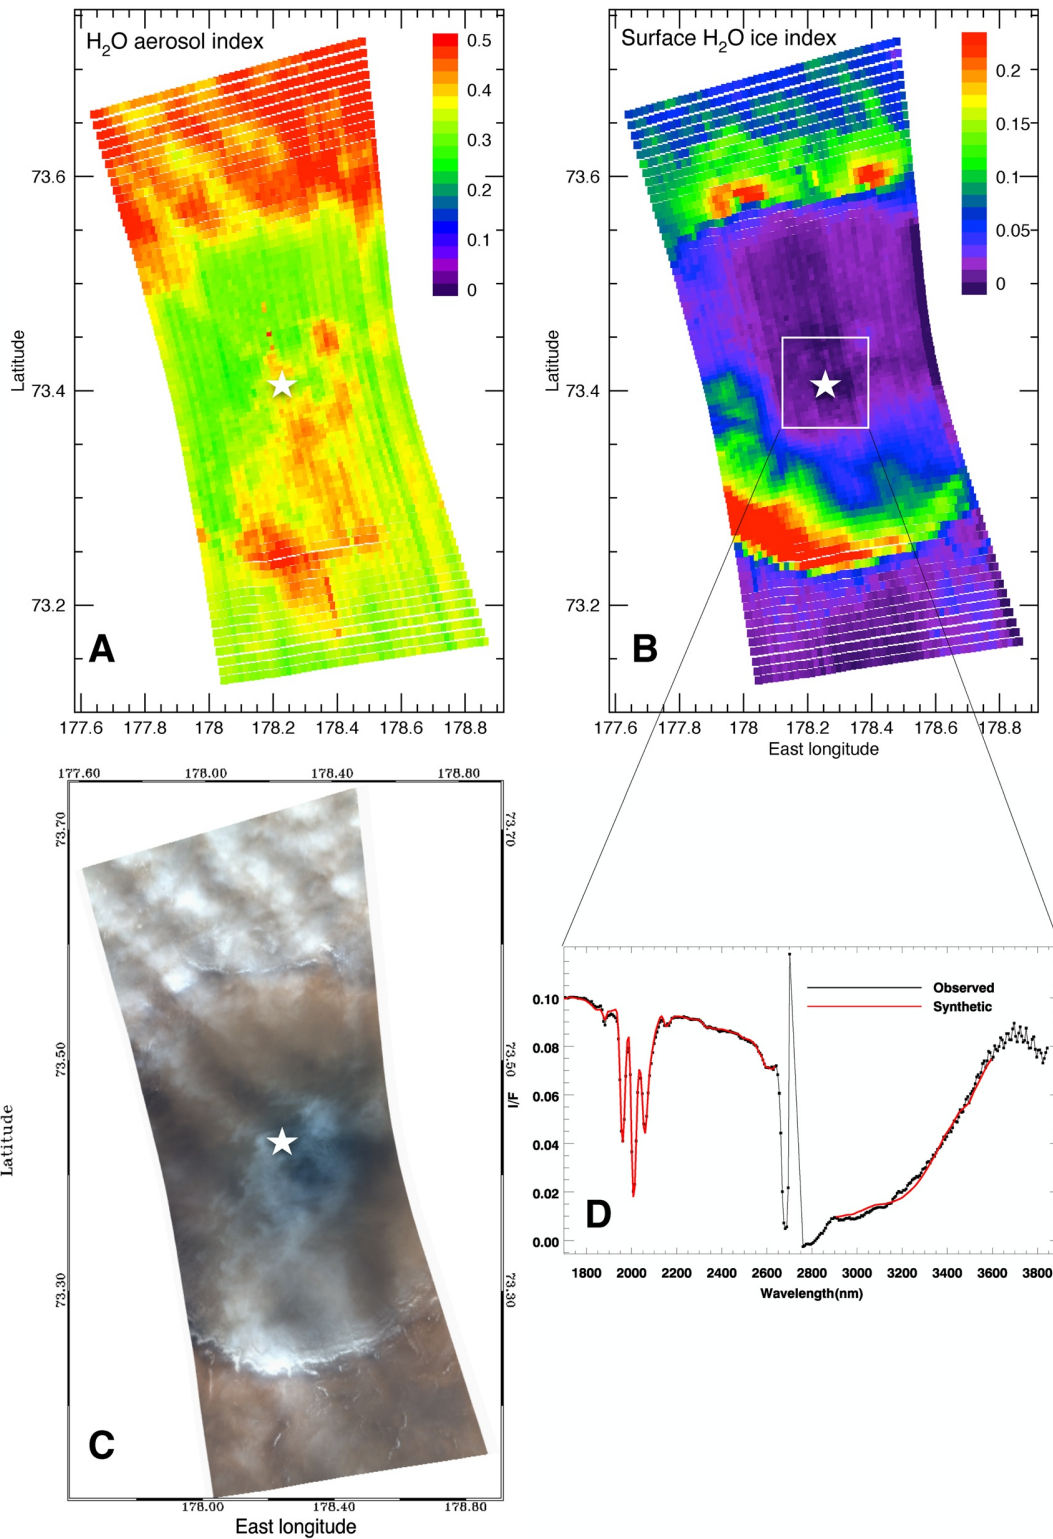 H2O aerosol index
0.5
0.4
0.3
0.2
0.1
0
73.6
73.4
73.2
Latitude
A
177.6 177.8 178 178.2 178.4 178.6 178.8
Surface H2O ice index
0.2
0.15
0.1
0.05
0
73.6
73.4
73.2
Latitude
B
177.6 177.8 178 178.2 178.4 178.6 178.8
East longitude
177.60 178.00 178.40 178.80
73.70 73.70
73.50 73.50
73.30 73.30
Latitude
C
178.00 178.40 178.80
East longitude
Observed
Synthetic
0.10
0.08
0.06
0.04
0.02
0.00
I/F
D
1800 2000 2200 2400 2600 2800 3000 3200 3400 3600 3800
Wavelength(nm)